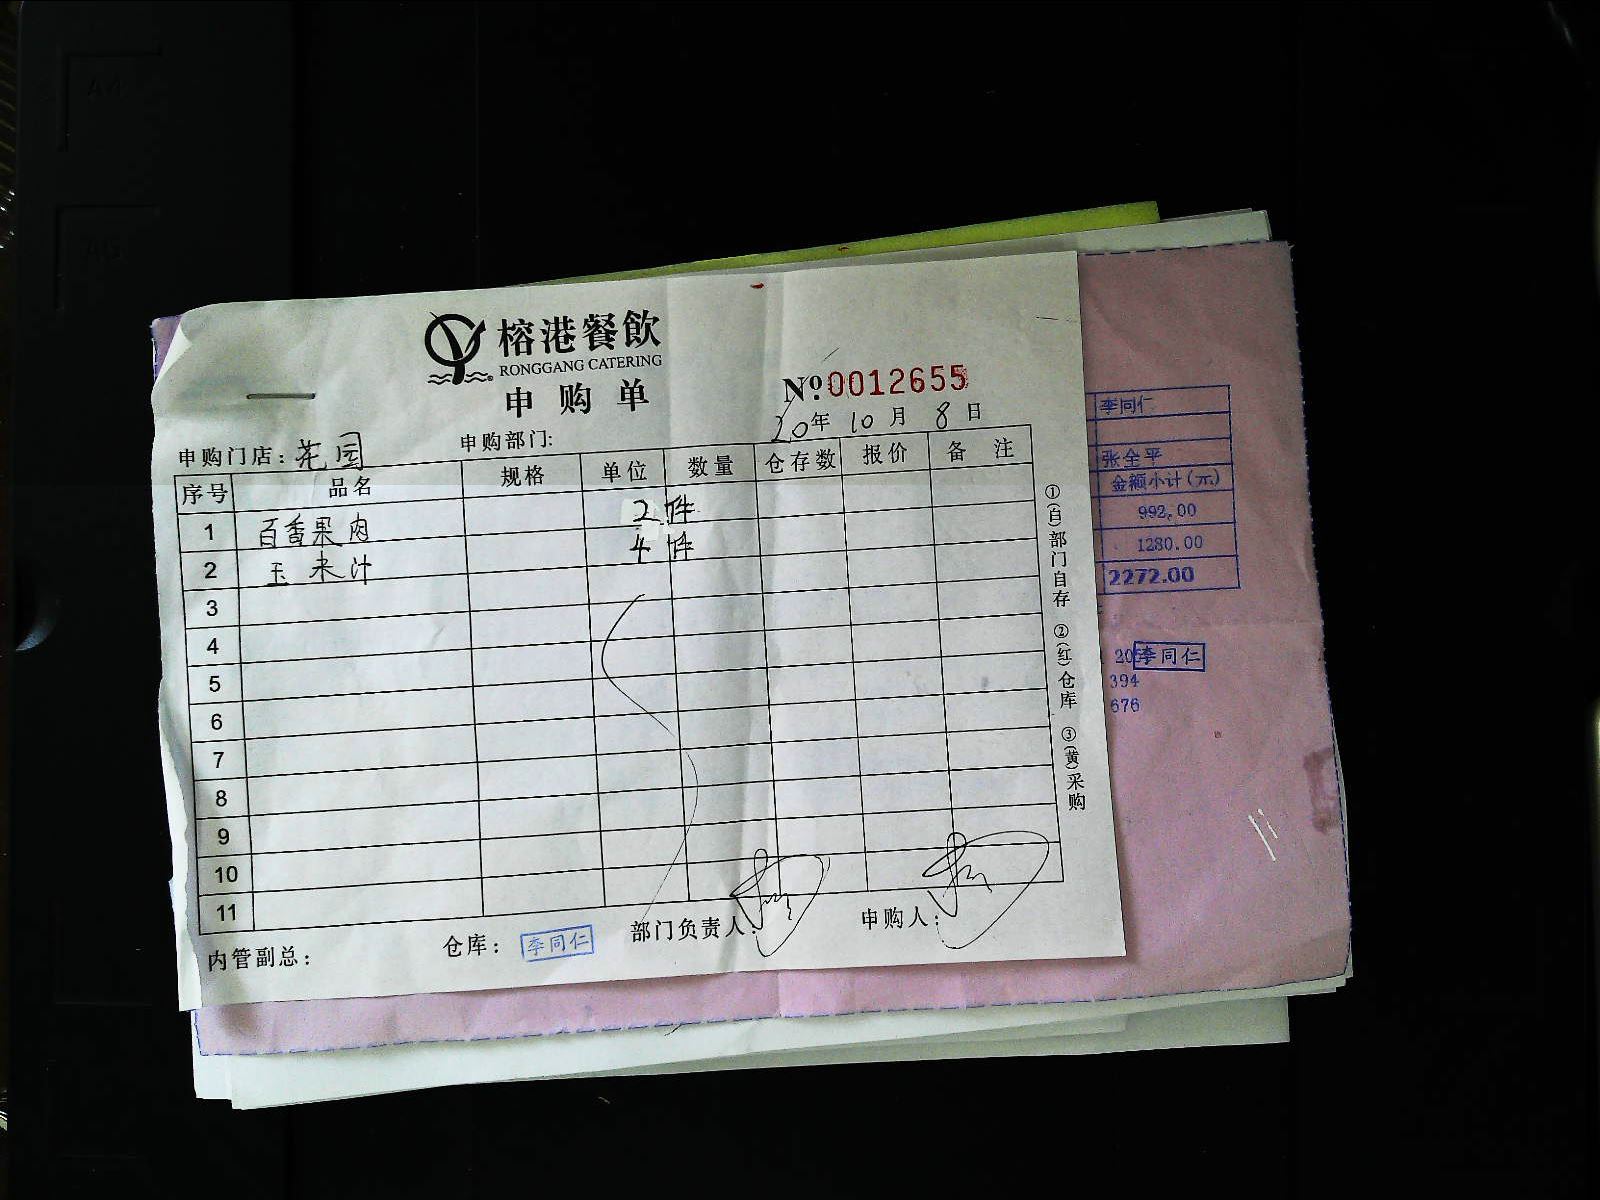 榕港餐飲
RONGGANG CATERING
申购单
№:0012655
20年 10月 8日
申购门店:花园 申购部门:
序号 品名 规格 单位 数量 仓存数 报价 备注
1 百香果肉 2件
2 玉米汁 4件
3
4
5
6
7
8
9
10
11
内管副总: 仓库: 李同仁 部门负责人: 申购人:
①(白)部门自存 ②(红)仓库 ③(黄)采购
李同仁
张全平
金额小计(元)
992.00
1280.00
2272.00
李同仁
394
676
A4
A5